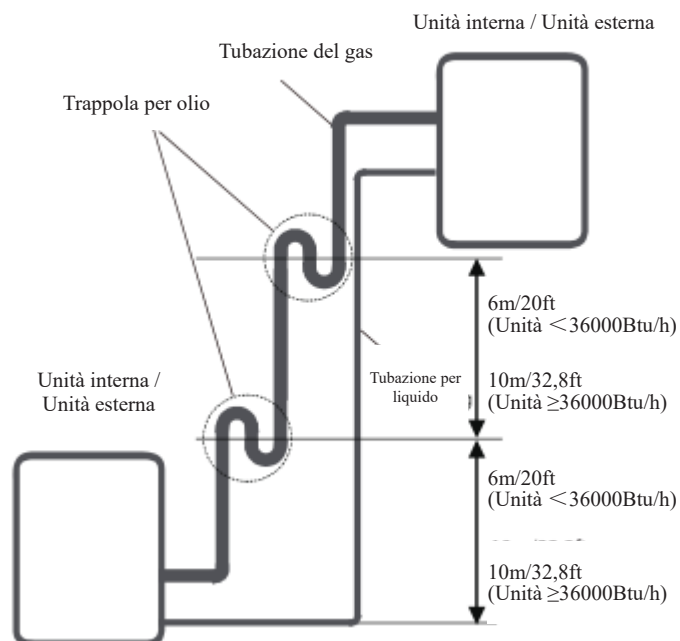 Unità interna / Unità esterna
Tubazione del gas
Trappola per olio
6m/20ft
(Unità <36000Btu/h)
Unità interna /
Unità esterna
Tubazione per
liquido
10m/32,8ft
(Unità ≥36000Btu/h)
6m/20ft
(Unità <36000Btu/h)
10m/32,8ft
(Unità ≥36000Btu/h)